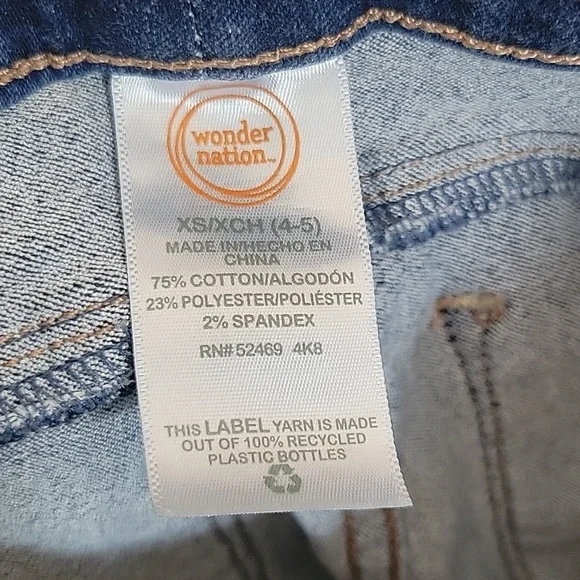 wonder
nation™
XS/XCH (4-5)
MADE IN/HECHO EN
CHINA
75% COTTON/ALGODÓN
23% POLYESTER/POLIÉSTER
2% SPANDEX
RN# 52469 4K8
THIS LABEL YARN IS MADE
OUT OF 100% RECYCLED
PLASTIC BOTTLES